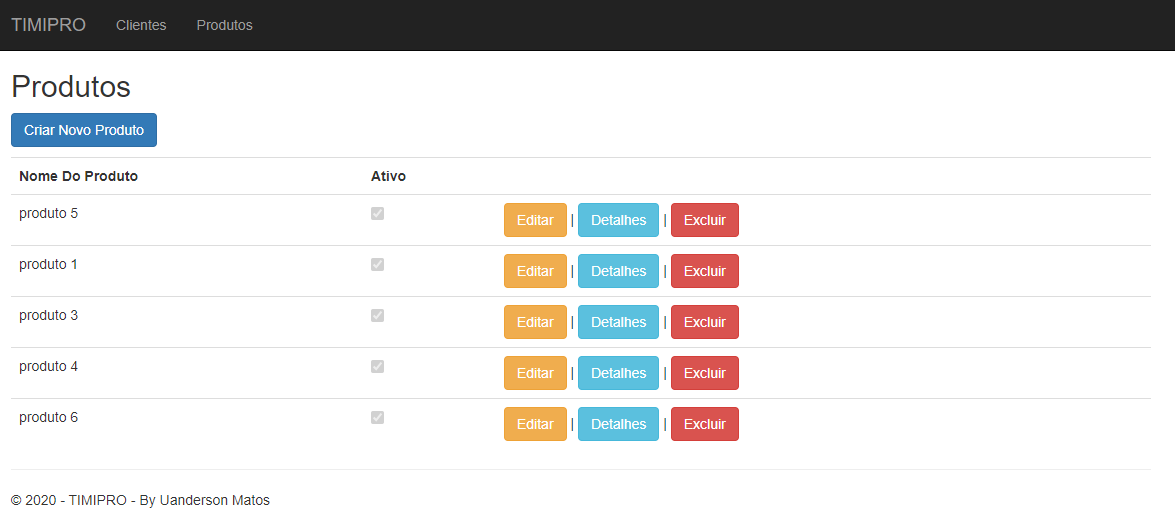 TIMIPRO Clientes Produtos
Produtos
Criar Novo Produto
Nome Do Produto Ativo
produto 5 Editar | Detalhes | Excluir
produto 1 Editar | Detalhes | Excluir
produto 3 Editar | Detalhes | Excluir
produto 4 Editar | Detalhes | Excluir
produto 6 Editar | Detalhes | Excluir
© 2020 - TIMIPRO - By Uanderson Matos